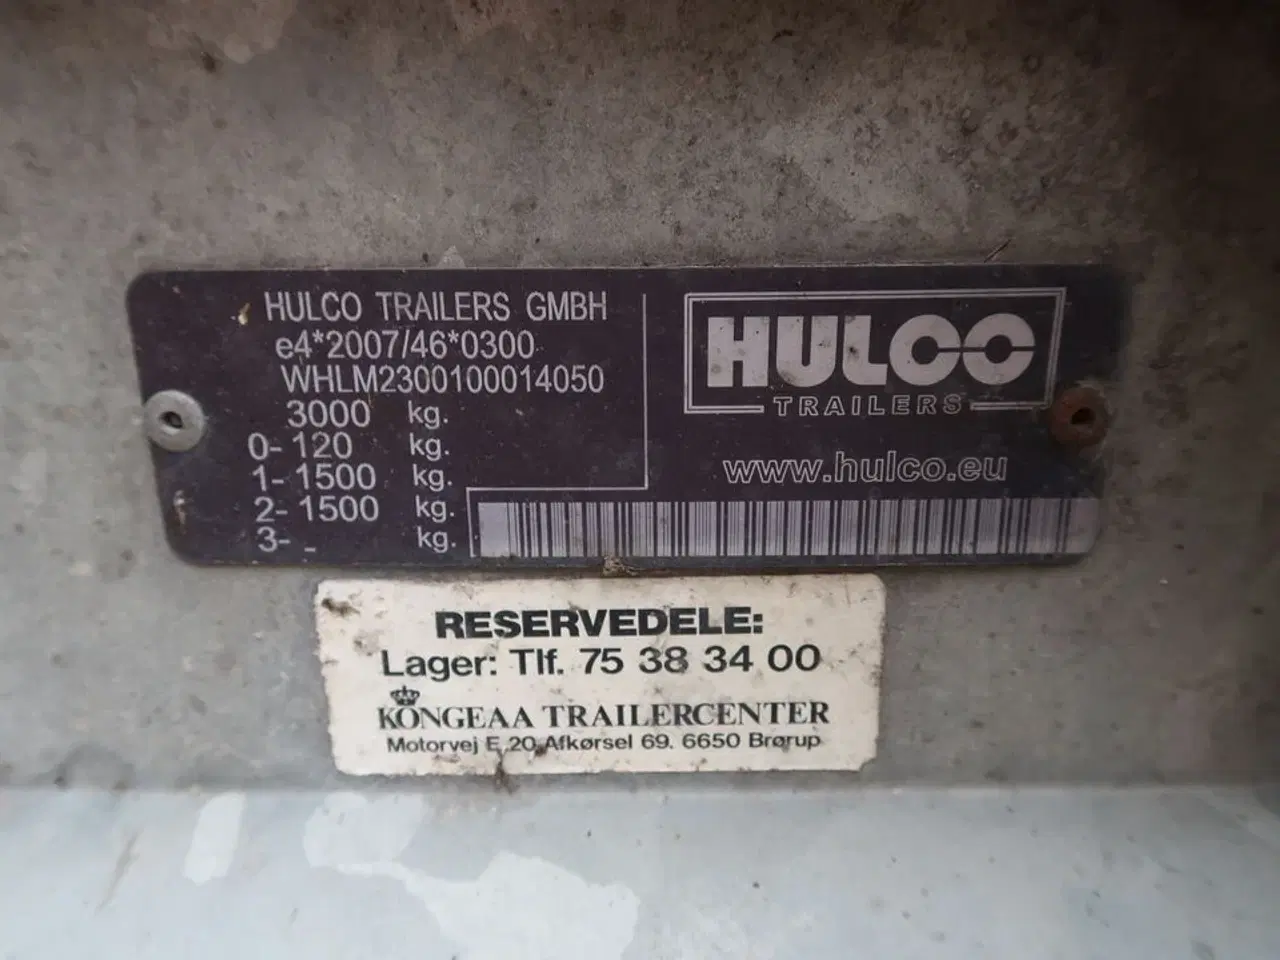 HULCO TRAILERS GMBH
e4*2007/46*0300
WHLM2300100014050
3000 kg.
0- 120 kg.
1- 1500 kg.
2- 1500 kg.
3- - kg.
HULCO
TRAILERS
www.hulco.eu
RESERVEDELE:
Lager: Tlf. 75 38 34 00
KONGEAA TRAILERCENTER
Motorvej E 20 Afkørsel 69. 6650 Brørup